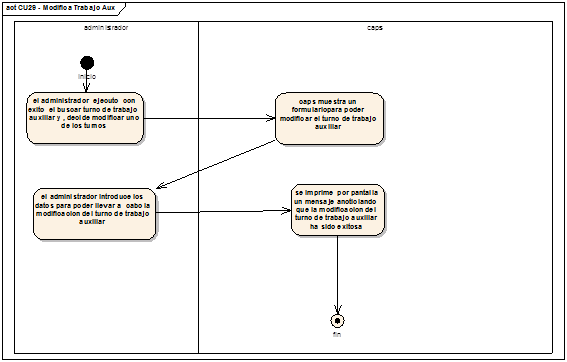 act CU29 - Modifica Trabajo Aux
administrador
caps
inicio
el administrador ejecuto con
exito el buscar turno de trabajo
auxiliar y , decide modificar uno
de los turnos
caps muestra un
formulariopara poder
modificar el turno de trabajo
auxiliar
el administrador introduce los
datos para poder llevar a cabo la
modificacion del turno de trabajo
auxiliar
se imprime por pantalla
un mensaje anoticiando
que la modificacion del
turno de trabajo auxiliar
ha sido exitosa
fin